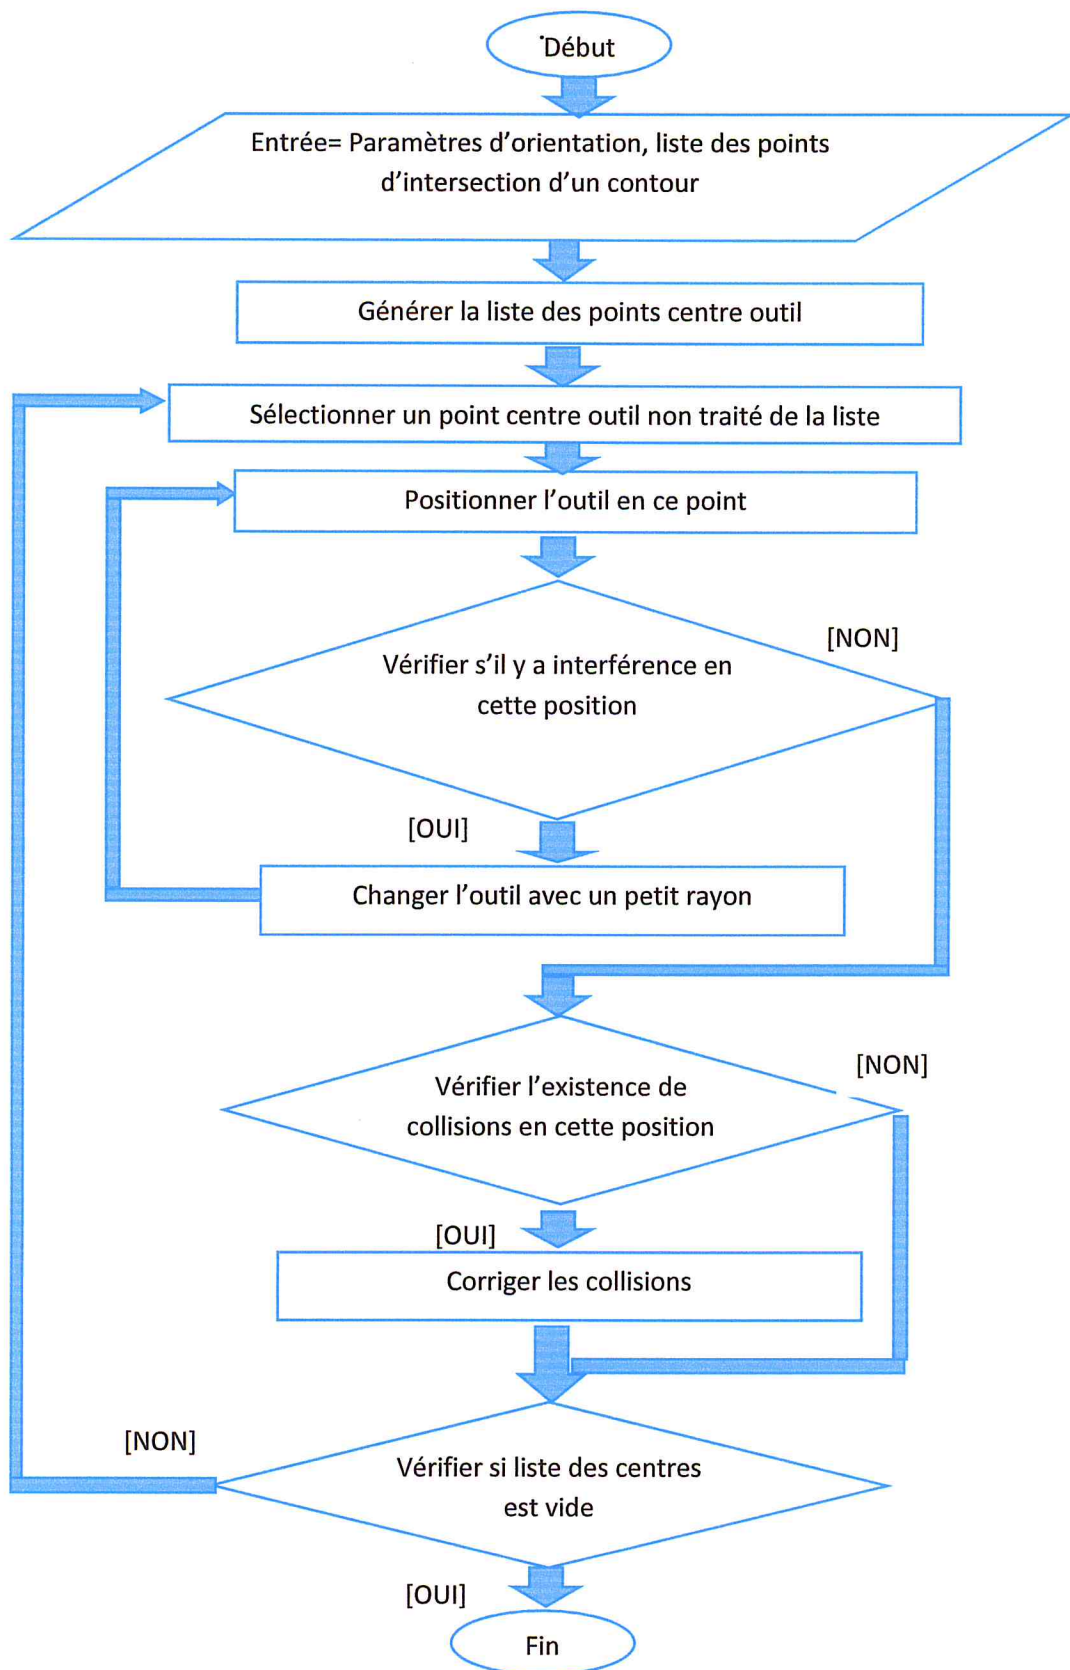 Début
Entrée= Paramètres d'orientation, liste des points
d'intersection d'un contour
Générer la liste des points centre outil
Sélectionner un point centre outil non traité de la liste
Positionner l'outil en ce point
[NON]
Vérifier s'il y a interférence en
cette position
[OUI]
Changer l'outil avec un petit rayon
[NON]
Vérifier l'existence de
collisions en cette position
[OUI]
Corriger les collisions
[NON]
Vérifier si liste des centres
est vide
[OUI]
Fin